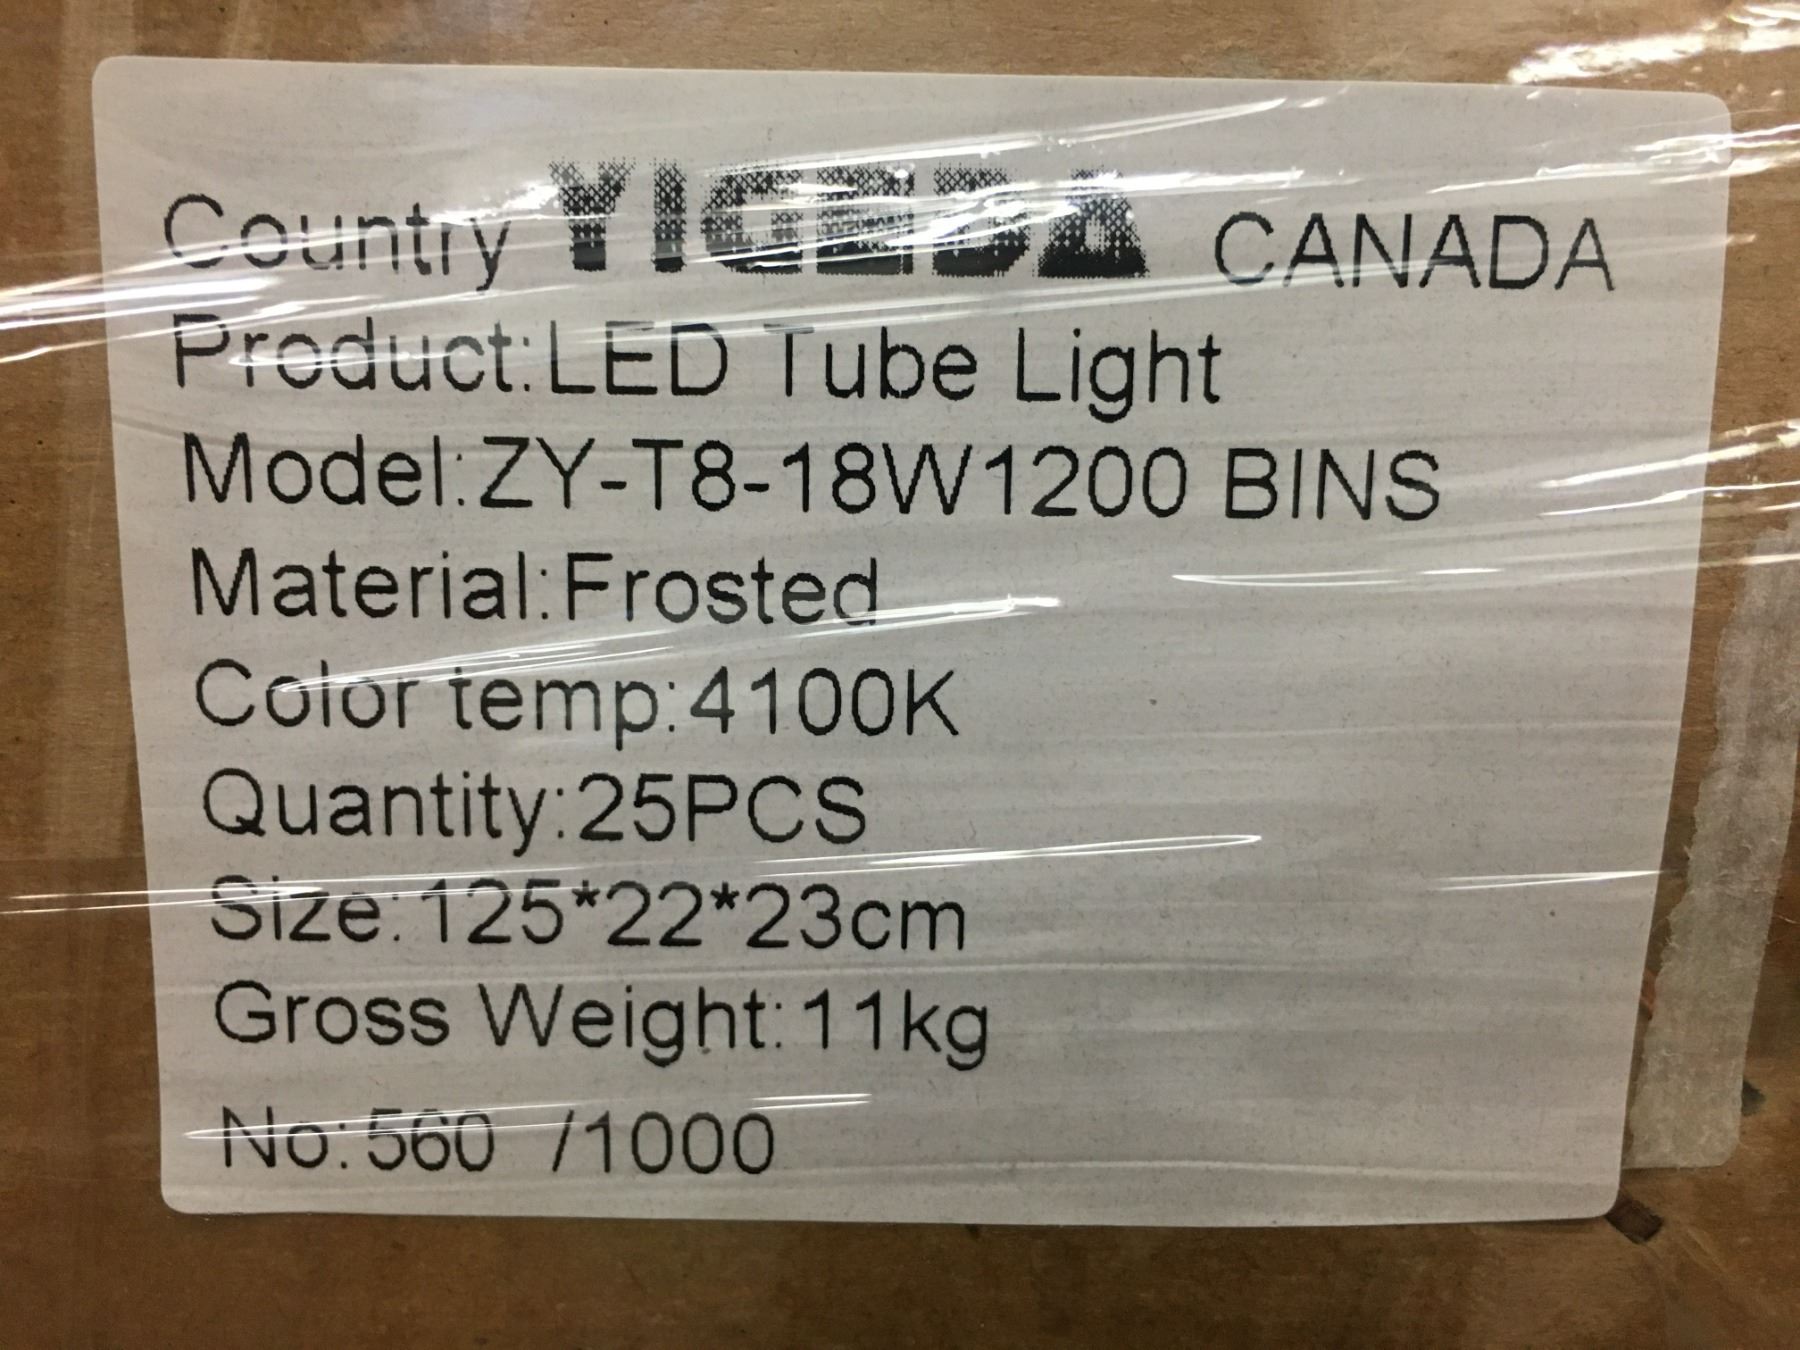 Country YIGEDA CANADA
Product:LED Tube Light
Model:ZY-T8-18W1200 BINS
Material:Frosted
Color temp:4100K
Quantity:25PCS
Size:125*22*23cm
Gross Weight:11kg
No:560 /1000